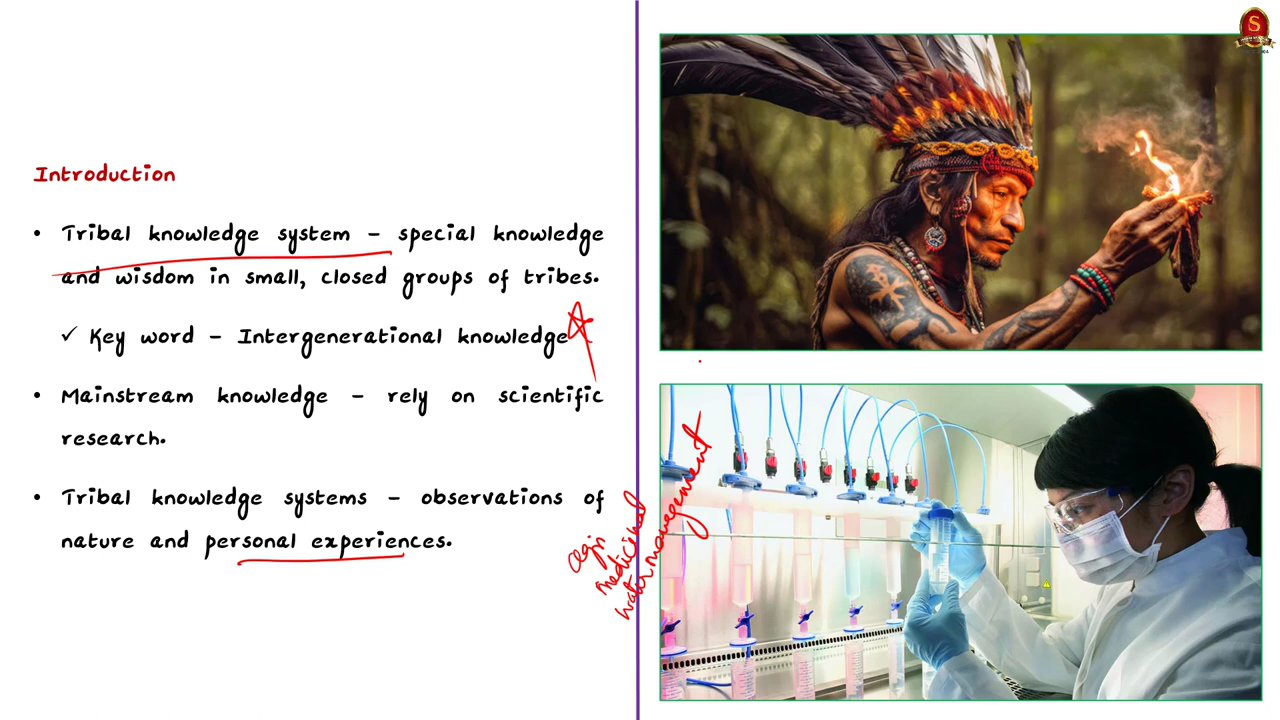 Introduction
• Tribal knowledge system – special knowledge
and wisdom in small, closed groups of tribes.
✓ Key word – Intergenerational knowledge
• Mainstream knowledge – rely on scientific
research.
• Tribal knowledge systems – observations of
nature and personal experiences.
medicinal
water management
S